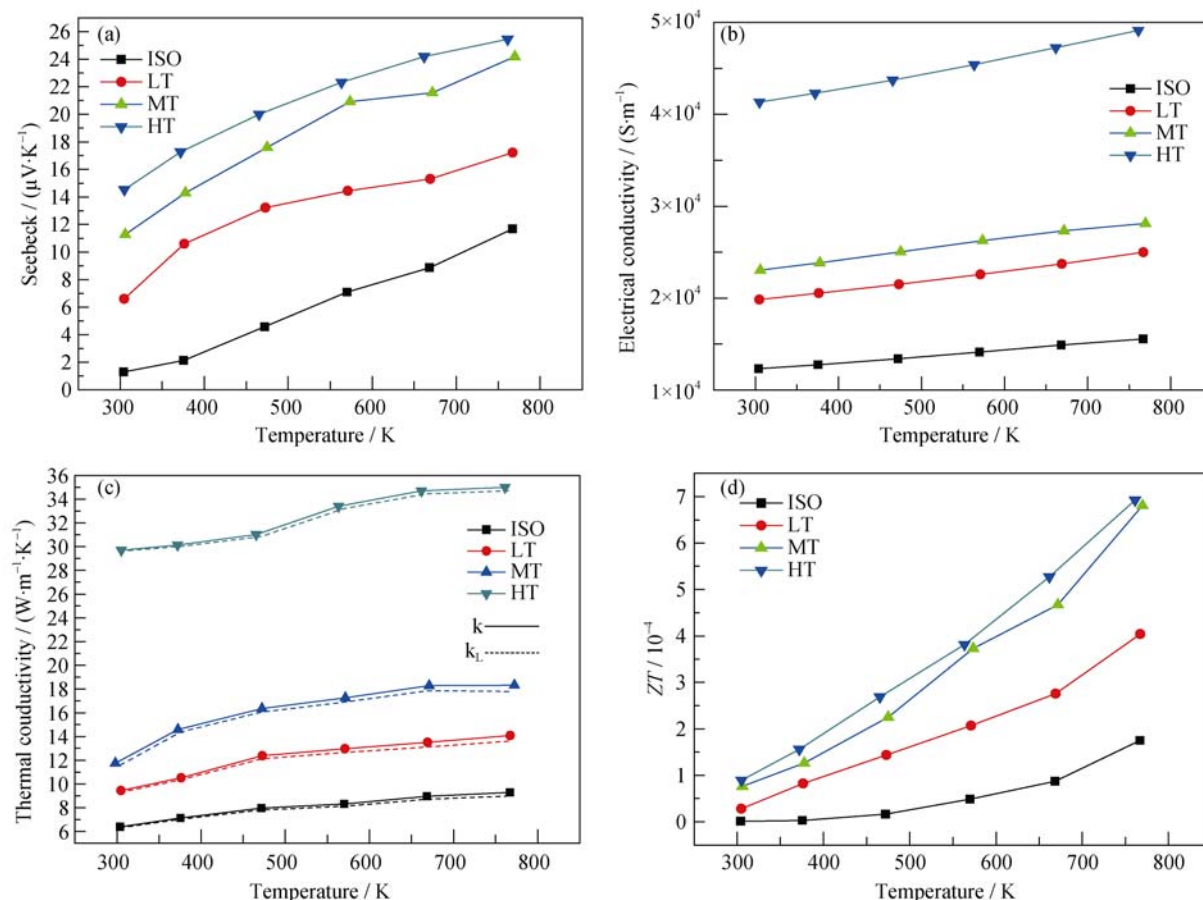 (a)
26
24
22
20
18
16
14
12
10
8
6
4
2
0
ISO
LT
MT
HT
Seebeck / (μV·K⁻¹)
300 400 500 600 700 800
Temperature / K
(b)
5×10⁴
4×10⁴
3×10⁴
2×10⁴
1×10⁴
ISO
LT
MT
HT
Electrical conductivity / (S·m⁻¹)
300 400 500 600 700 800
Temperature / K
(c)
36
35
34
32
30
28
26
24
22
20
18
16
14
12
10
8
6
ISO
LT
MT
HT
k
k_L
Thermal couductivity / (W·m⁻¹·K⁻¹)
300 400 500 600 700 800
Temperature / K
(d)
7
6
5
4
3
2
1
0
ISO
LT
MT
HT
ZT / 10⁻⁴
300 400 500 600 700 800
Temperature / K